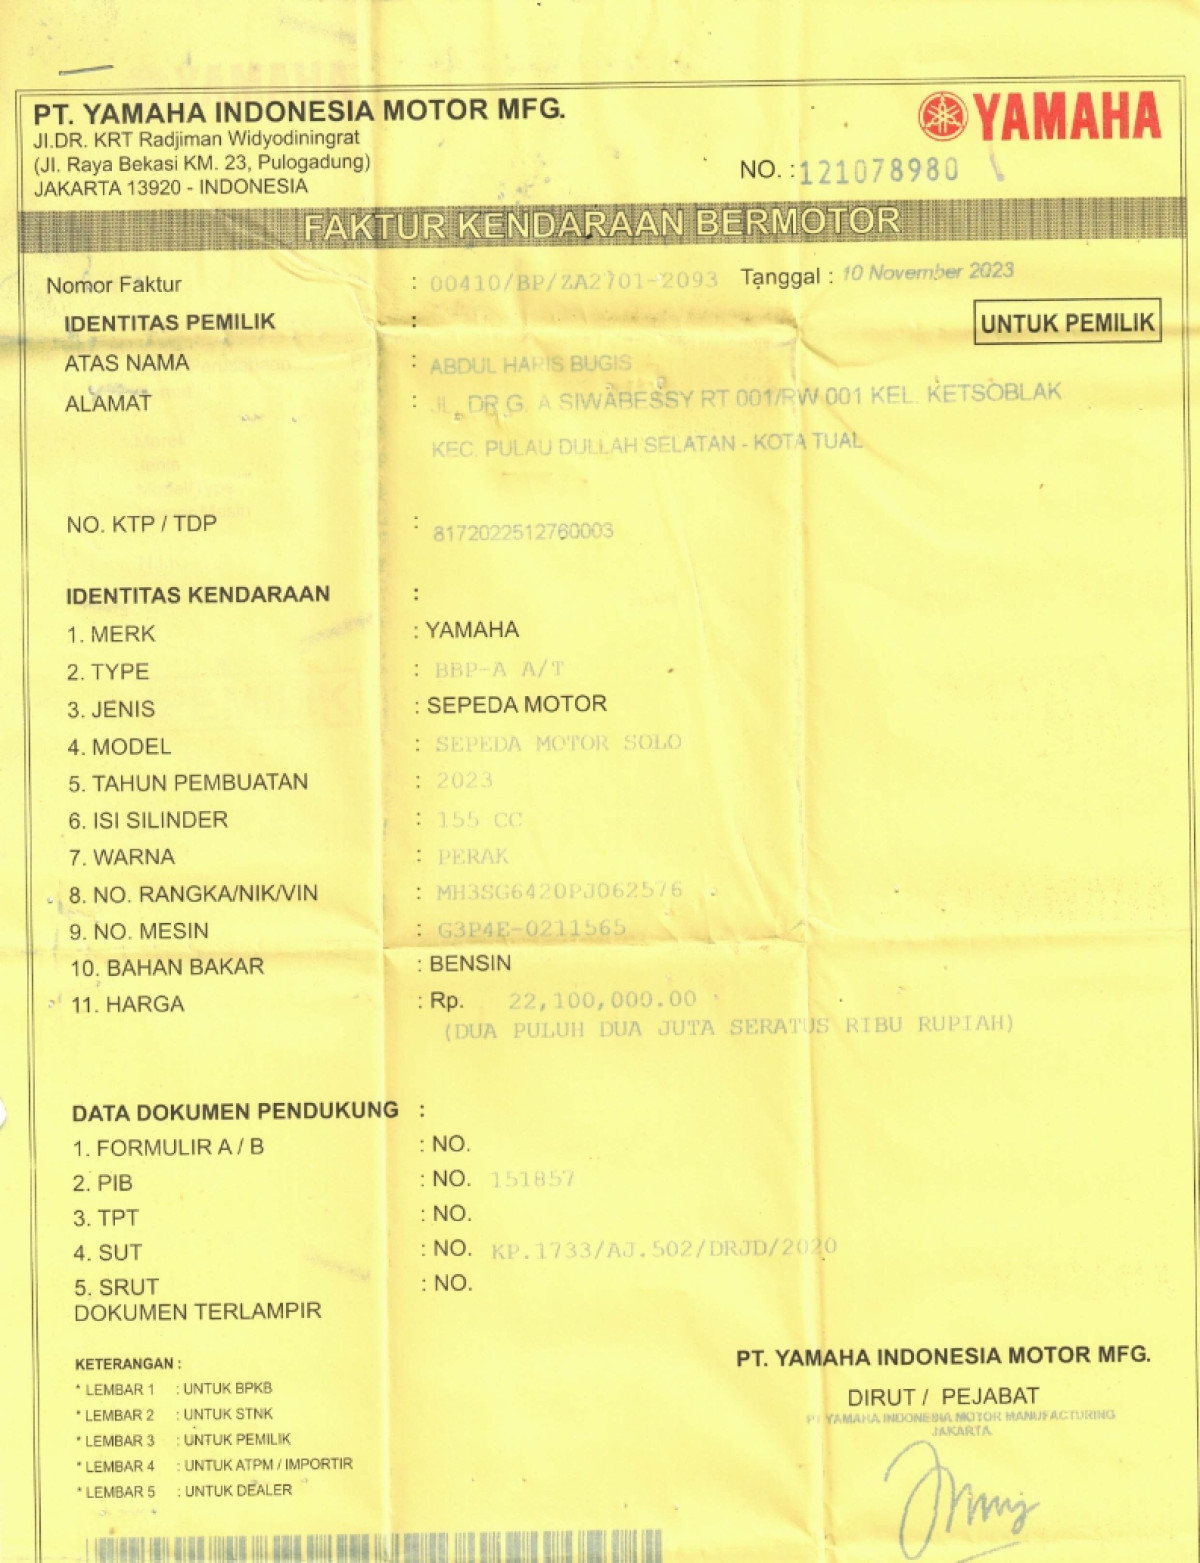 PT. YAMAHA INDONESIA MOTOR MFG.
Jl.DR. KRT Radjiman Widyodiningrat
(Jl. Raya Bekasi KM. 23, Pulogadung)
JAKARTA 13920 - INDONESIA
YAMAHA
NO. : 121078980
FAKTUR KENDARAAN BERMOTOR
Nomor Faktur : 00410/BP/ZA2701-2093 Tanggal : 10 November 2023
IDENTITAS PEMILIK :
UNTUK PEMILIK
ATAS NAMA : ABDUL HARIS BUGIS
ALAMAT : JL. DR.G. A SIWABESSY RT 001/RW 001 KEL. KETSOBLAK
KEC. PULAU DULLAH SELATAN - KOTA TUAL
NO. KTP / TDP : 8172022512760003
IDENTITAS KENDARAAN :
1. MERK : YAMAHA
2. TYPE : BBP-A A/T
3. JENIS : SEPEDA MOTOR
4. MODEL : SEPEDA MOTOR SOLO
5. TAHUN PEMBUATAN : 2023
6. ISI SILINDER : 155 CC
7. WARNA : PERAK
8. NO. RANGKA/NIK/VIN : MH3SG6420PJ062576
9. NO. MESIN : G3P4E-0211565
10. BAHAN BAKAR : BENSIN
11. HARGA : Rp. 22,100,000.00
(DUA PULUH DUA JUTA SERATUS RIBU RUPIAH)
DATA DOKUMEN PENDUKUNG :
1. FORMULIR A / B : NO.
2. PIB : NO. 151857
3. TPT : NO.
4. SUT : NO. KP.1733/AJ.502/DRJD/2020
5. SRUT : NO.
DOKUMEN TERLAMPIR
KETERANGAN :
* LEMBAR 1 : UNTUK BPKB
* LEMBAR 2 : UNTUK STNK
* LEMBAR 3 : UNTUK PEMILIK
* LEMBAR 4 : UNTUK ATPM / IMPORTIR
* LEMBAR 5 : UNTUK DEALER
PT. YAMAHA INDONESIA MOTOR MFG.
DIRUT / PEJABAT
PT YAMAHA INDONESIA MOTOR MANUFACTURING
JAKARTA